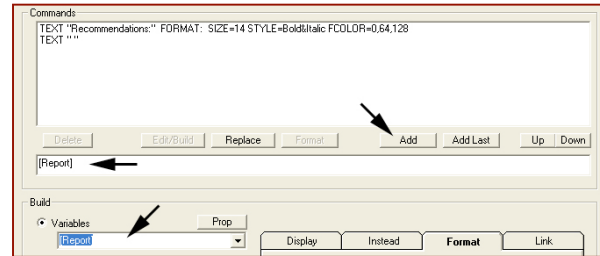 Commands
TEXT "Recommendations:" FORMAT: SIZE=14 STYLE=Bold&Italic FCOLOR=0,64,128
TEXT " "
Delete Edit/Build Replace Format Add Add Last Up Down
[Report]
Build
Variables Prop
[Report]
Display Instead Format Link